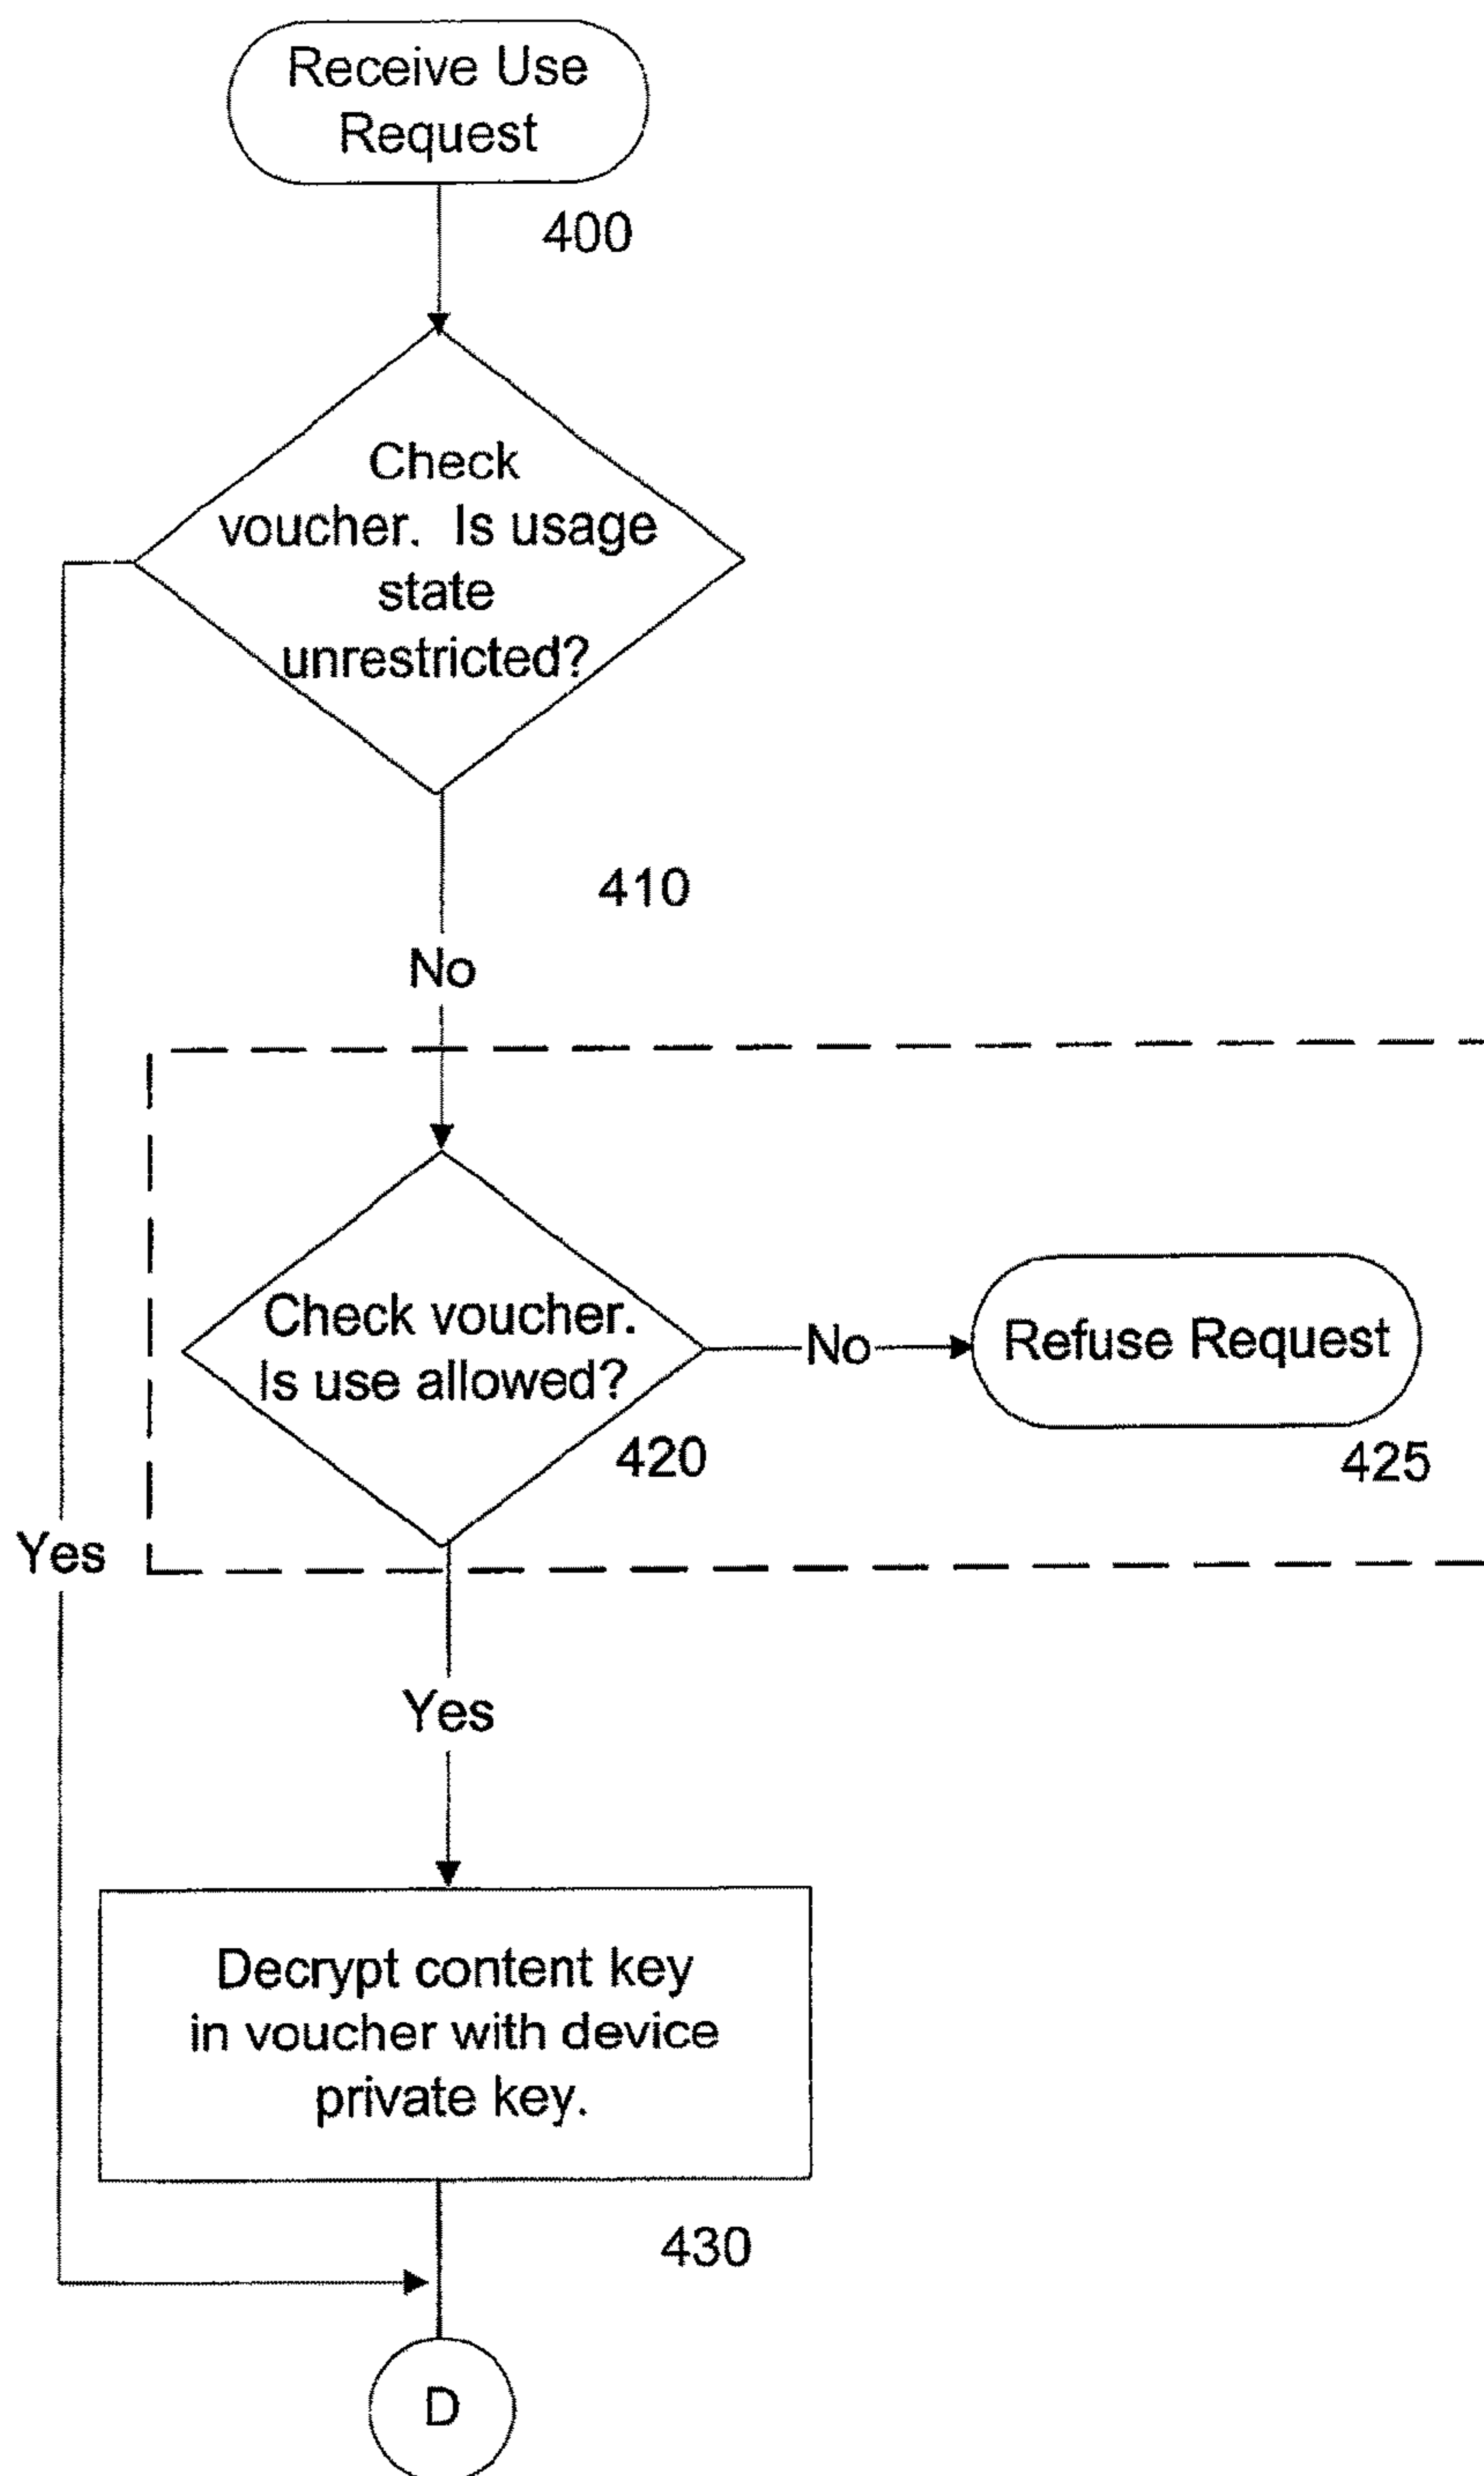 Receive Use
Request
400
Check
voucher. Is usage
state
unrestricted?
410
No
Check voucher.
Is use allowed?
420
No
Refuse Request
425
Yes
Yes
Decrypt content key
in voucher with device
private key.
430
D